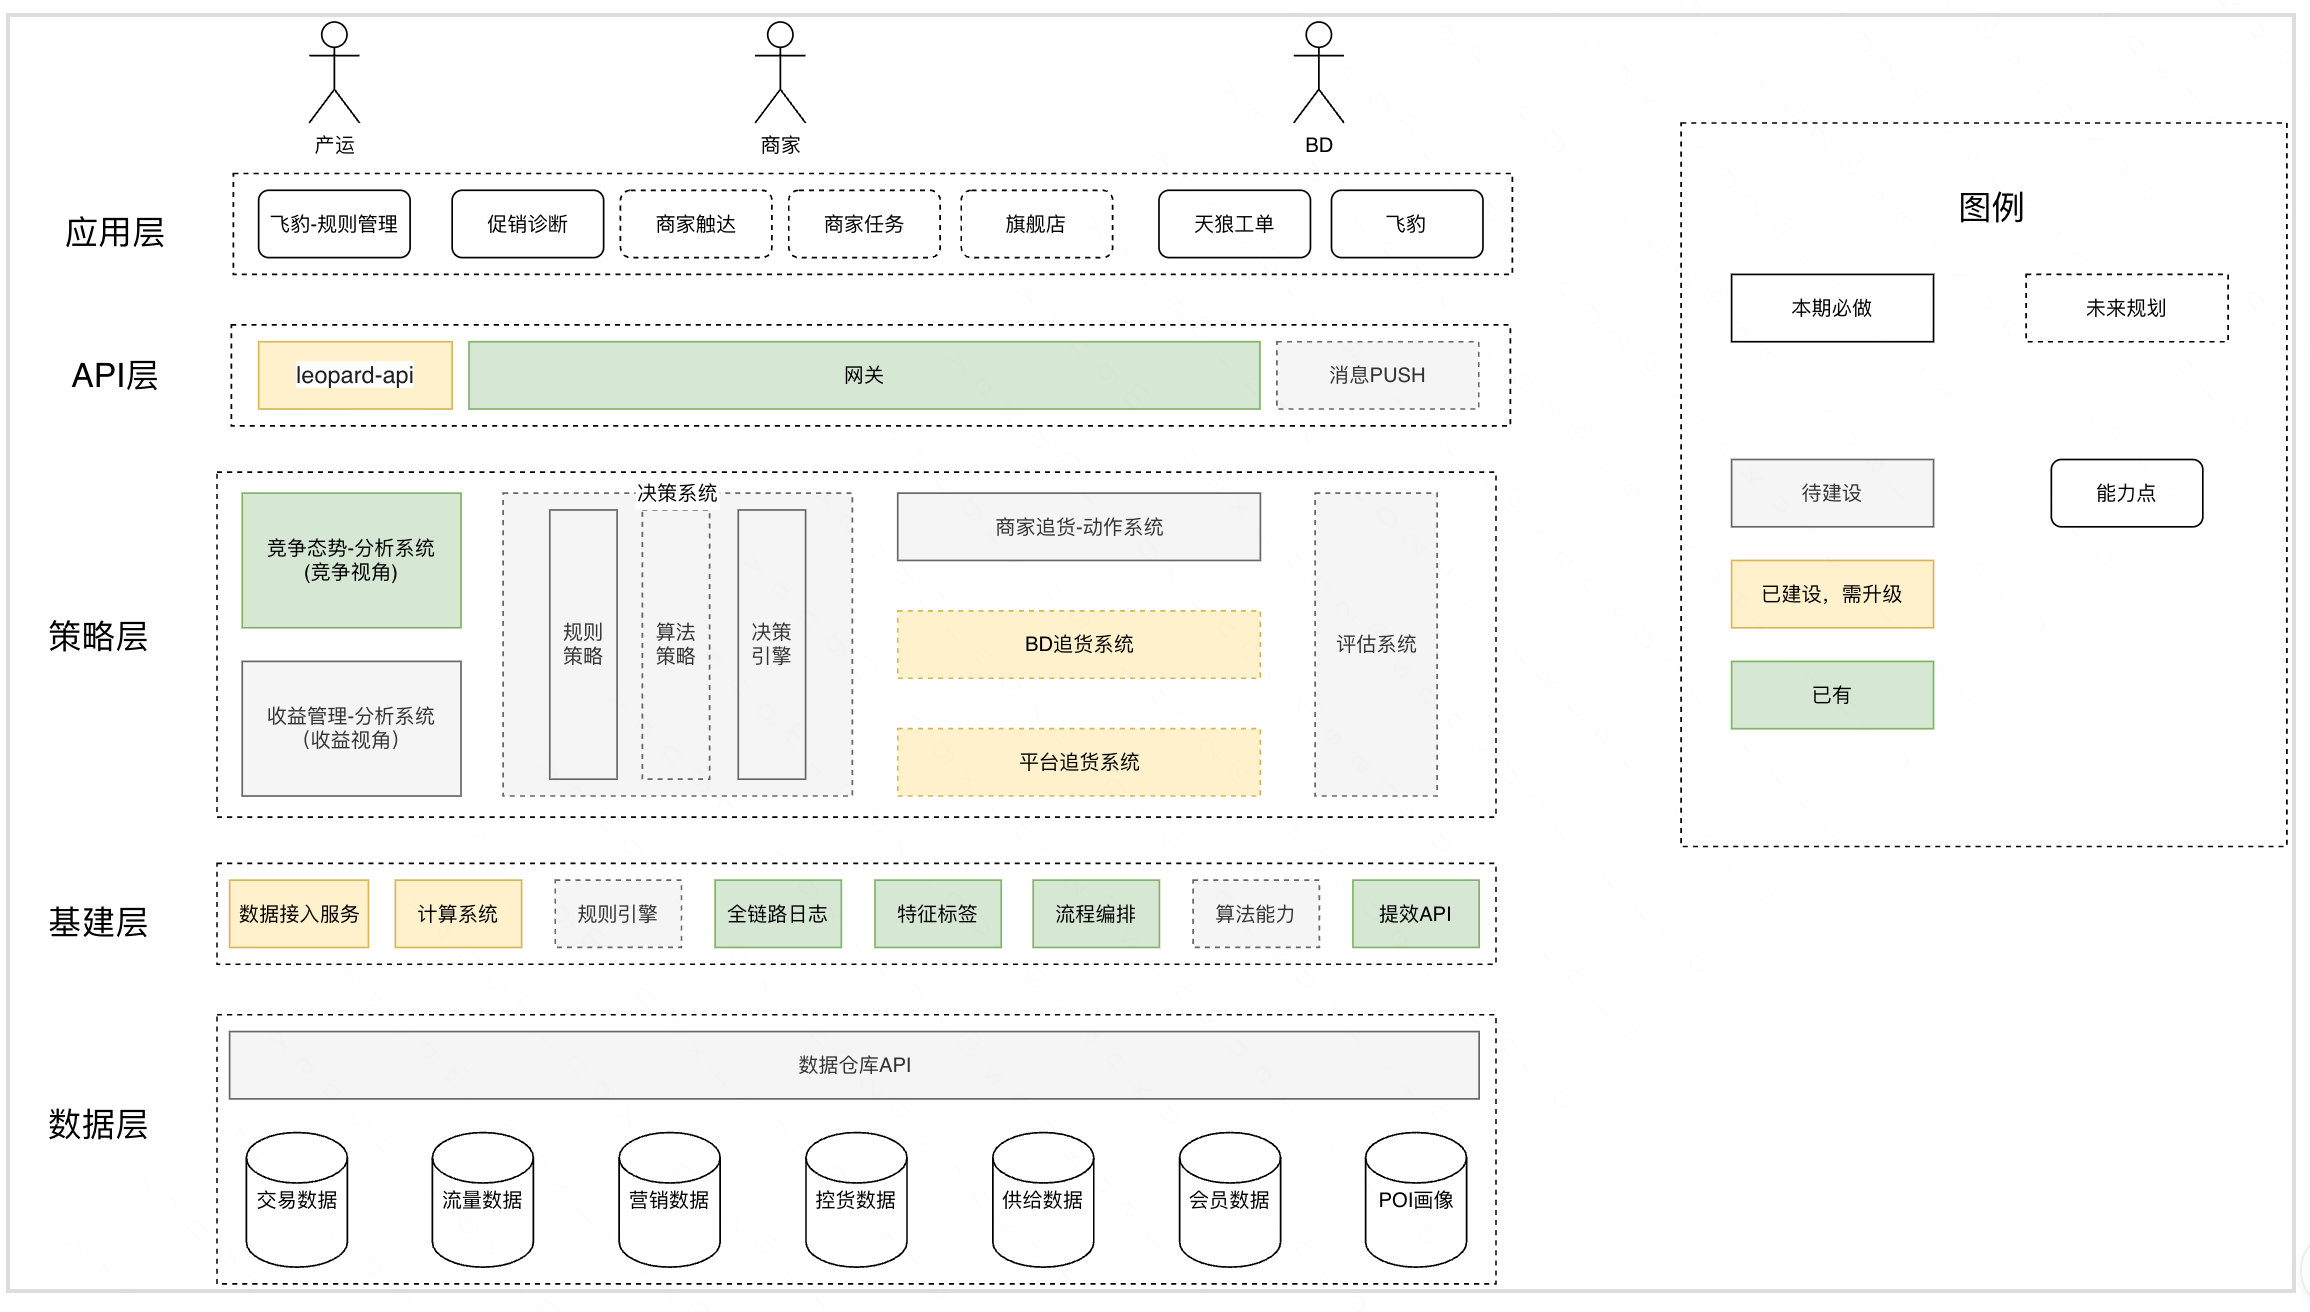 产运
商家
BD
应用层
飞豹-规则管理
促销诊断
商家触达
商家任务
旗舰店
天狼工单
飞豹
API层
leopard-api
网关
消息PUSH
策略层
竞争态势-分析系统
(竞争视角)
收益管理-分析系统
(收益视角)
决策系统
规则
策略
算法
策略
决策
引擎
商家追货-动作系统
BD追货系统
平台追货系统
评估系统
基建层
数据接入服务
计算系统
规则引擎
全链路日志
特征标签
流程编排
算法能力
提效API
数据层
数据仓库API
交易数据
流量数据
营销数据
控货数据
供给数据
会员数据
POI画像
图例
本期必做
未来规划
待建设
能力点
已建设，需升级
已有